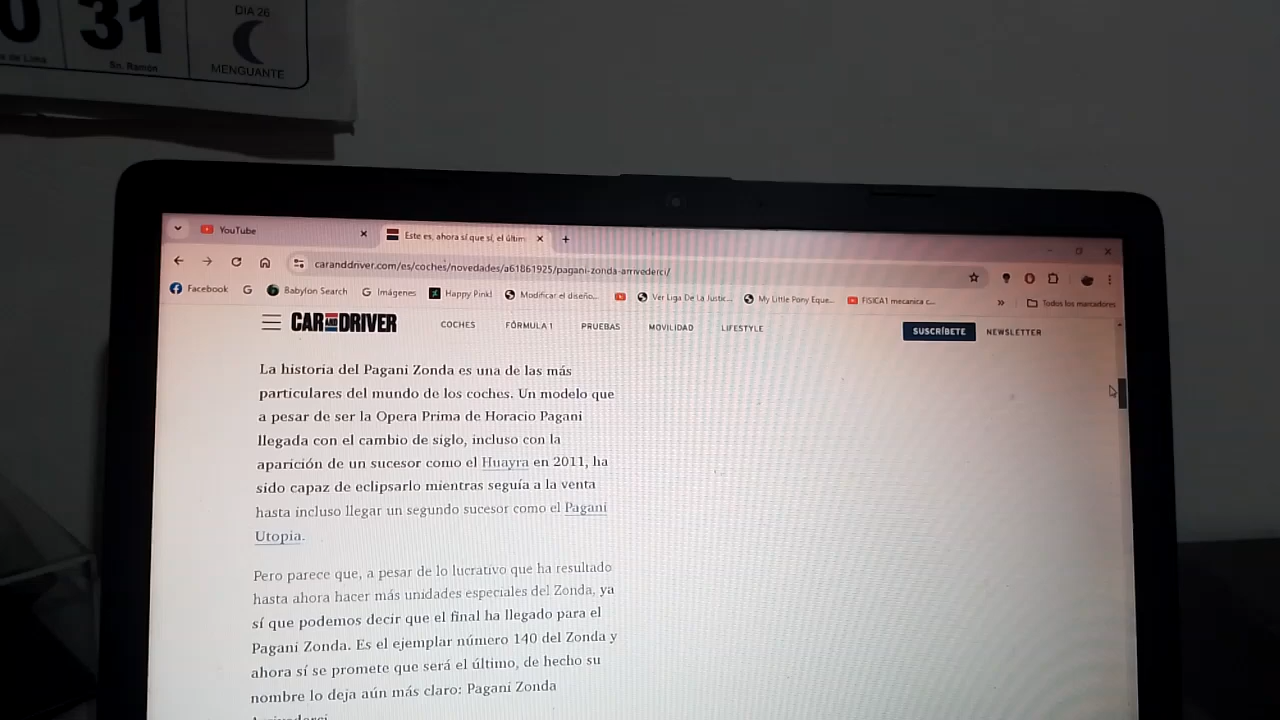 0 31
DIA 26
MENGUANTE
de Lima
Sn. Ramón
YouTube
Este es, ahora sí que sí, el últim
caranddriver.com/es/coches/novedades/a61861925/pagani-zonda-arrivederci/
Facebook
G
Babylon Search
Imágenes
Happy Pink!
Modificar el diseño...
Ver Liga De La Justic...
My Little Pony Eque...
FISICA1 mecanica c...
Todos los marcadores
CAR AND DRIVER
COCHES FÓRMULA 1 PRUEBAS MOVILIDAD LIFESTYLE
SUSCRÍBETE NEWSLETTER
La historia del Pagani Zonda es una de las más
particulares del mundo de los coches. Un modelo que
a pesar de ser la Opera Prima de Horacio Pagani
llegada con el cambio de siglo, incluso con la
aparición de un sucesor como el Huayra en 2011, ha
sido capaz de eclipsarlo mientras seguía a la venta
hasta incluso llegar un segundo sucesor como el Pagani
Utopia.
Pero parece que, a pesar de lo lucrativo que ha resultado
hasta ahora hacer más unidades especiales del Zonda, ya
sí que podemos decir que el final ha llegado para el
Pagani Zonda. Es el ejemplar número 140 del Zonda y
ahora sí se promete que será el último, de hecho su
nombre lo deja aún más claro: Pagani Zonda